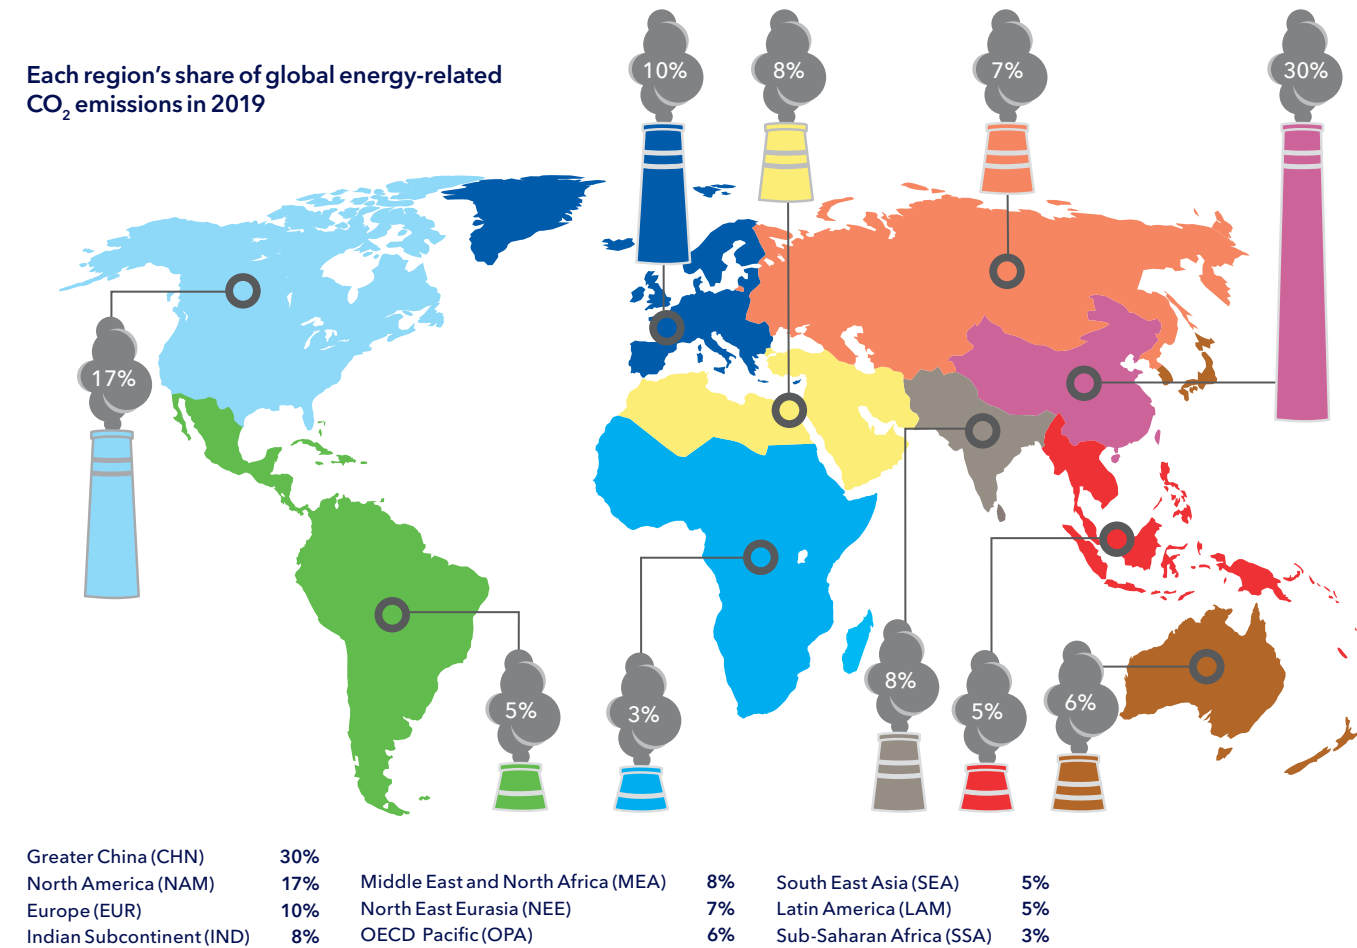 Each region's share of global energy-related
CO2 emissions in 2019
10%
8%
7%
30%
17%
5%
3%
8%
5%
6%
Greater China (CHN) 30%
North America (NAM) 17%
Europe (EUR) 10%
Indian Subcontinent (IND) 8%
Middle East and North Africa (MEA) 8%
North East Eurasia (NEE) 7%
OECD Pacific (OPA) 6%
South East Asia (SEA) 5%
Latin America (LAM) 5%
Sub-Saharan Africa (SSA) 3%